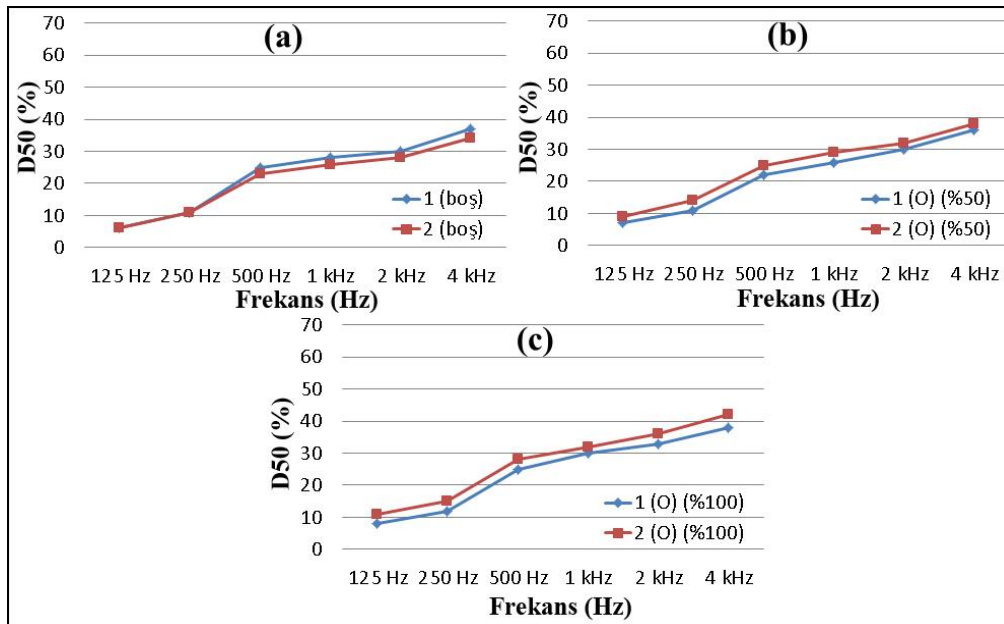 (a)
D50 (%)
70
60
50
40
30
20
10
0
1 (boş)
2 (boş)
125 Hz 250 Hz 500 Hz 1 kHz 2 kHz 4 kHz
Frekans (Hz)
(b)
D50 (%)
70
60
50
40
30
20
10
0
1 (O) (%50)
2 (O) (%50)
125 Hz 250 Hz 500 Hz 1 kHz 2 kHz 4 kHz
Frekans (Hz)
(c)
D50 (%)
70
60
50
40
30
20
10
0
1 (O) (%100)
2 (O) (%100)
125 Hz 250 Hz 500 Hz 1 kHz 2 kHz 4 kHz
Frekans (Hz)